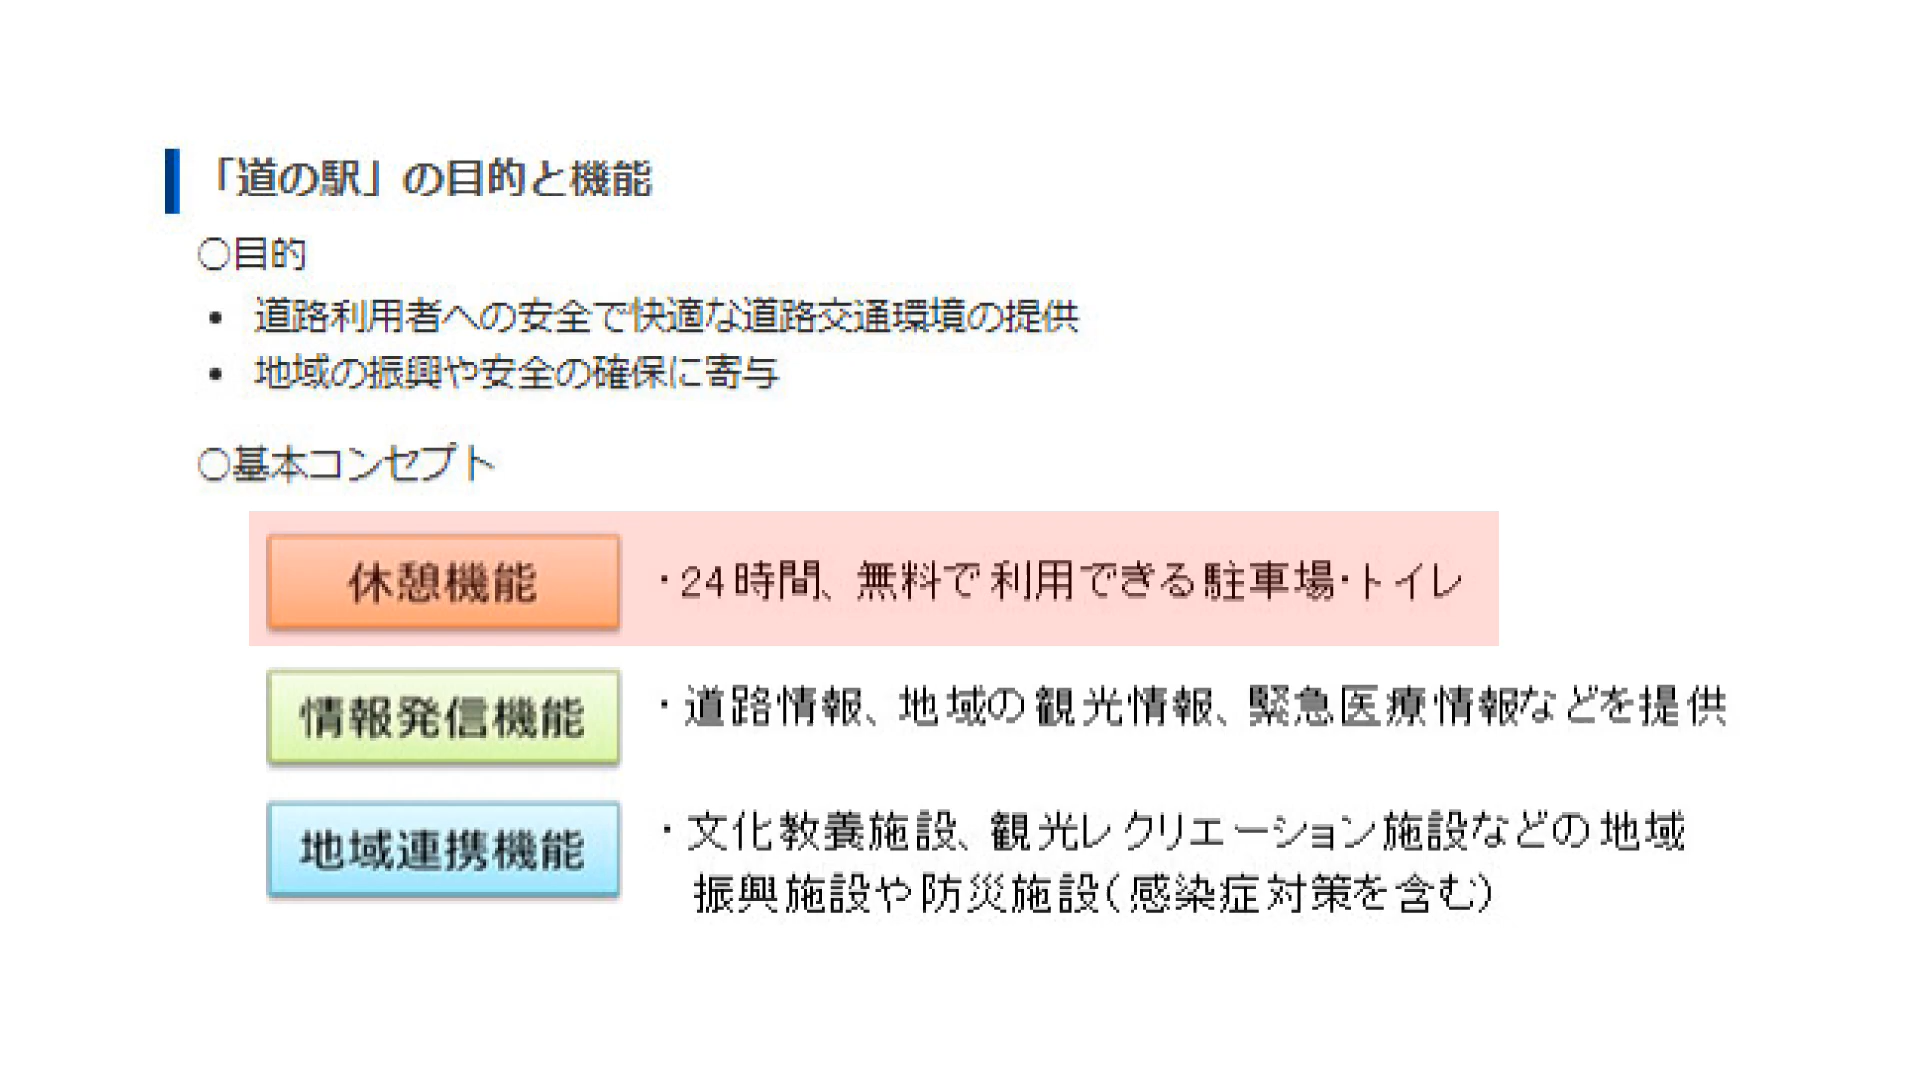 「道の駅」の目的と機能
○目的
• 道路利用者への安全で快適な道路交通環境の提供
• 地域の振興や安全の確保に寄与
○基本コンセプト
休憩機能 ・24時間、無料で利用できる駐車場・トイレ
情報発信機能 ・道路情報、地域の観光情報、緊急医療情報などを提供
地域連携機能 ・文化教養施設、観光レクリエーション施設などの地域
振興施設や防災施設(感染症対策を含む)